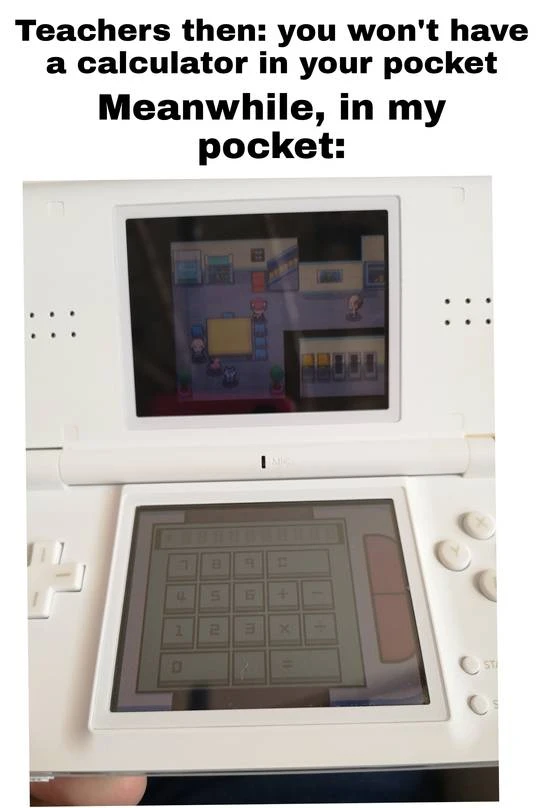 Teachers then: you won't have
a calculator in your pocket
Meanwhile, in my
pocket:
MIC
X
Y
7 8 9 C
4 5 6 + -
1 2 3 × ÷
0 . =
STA
S